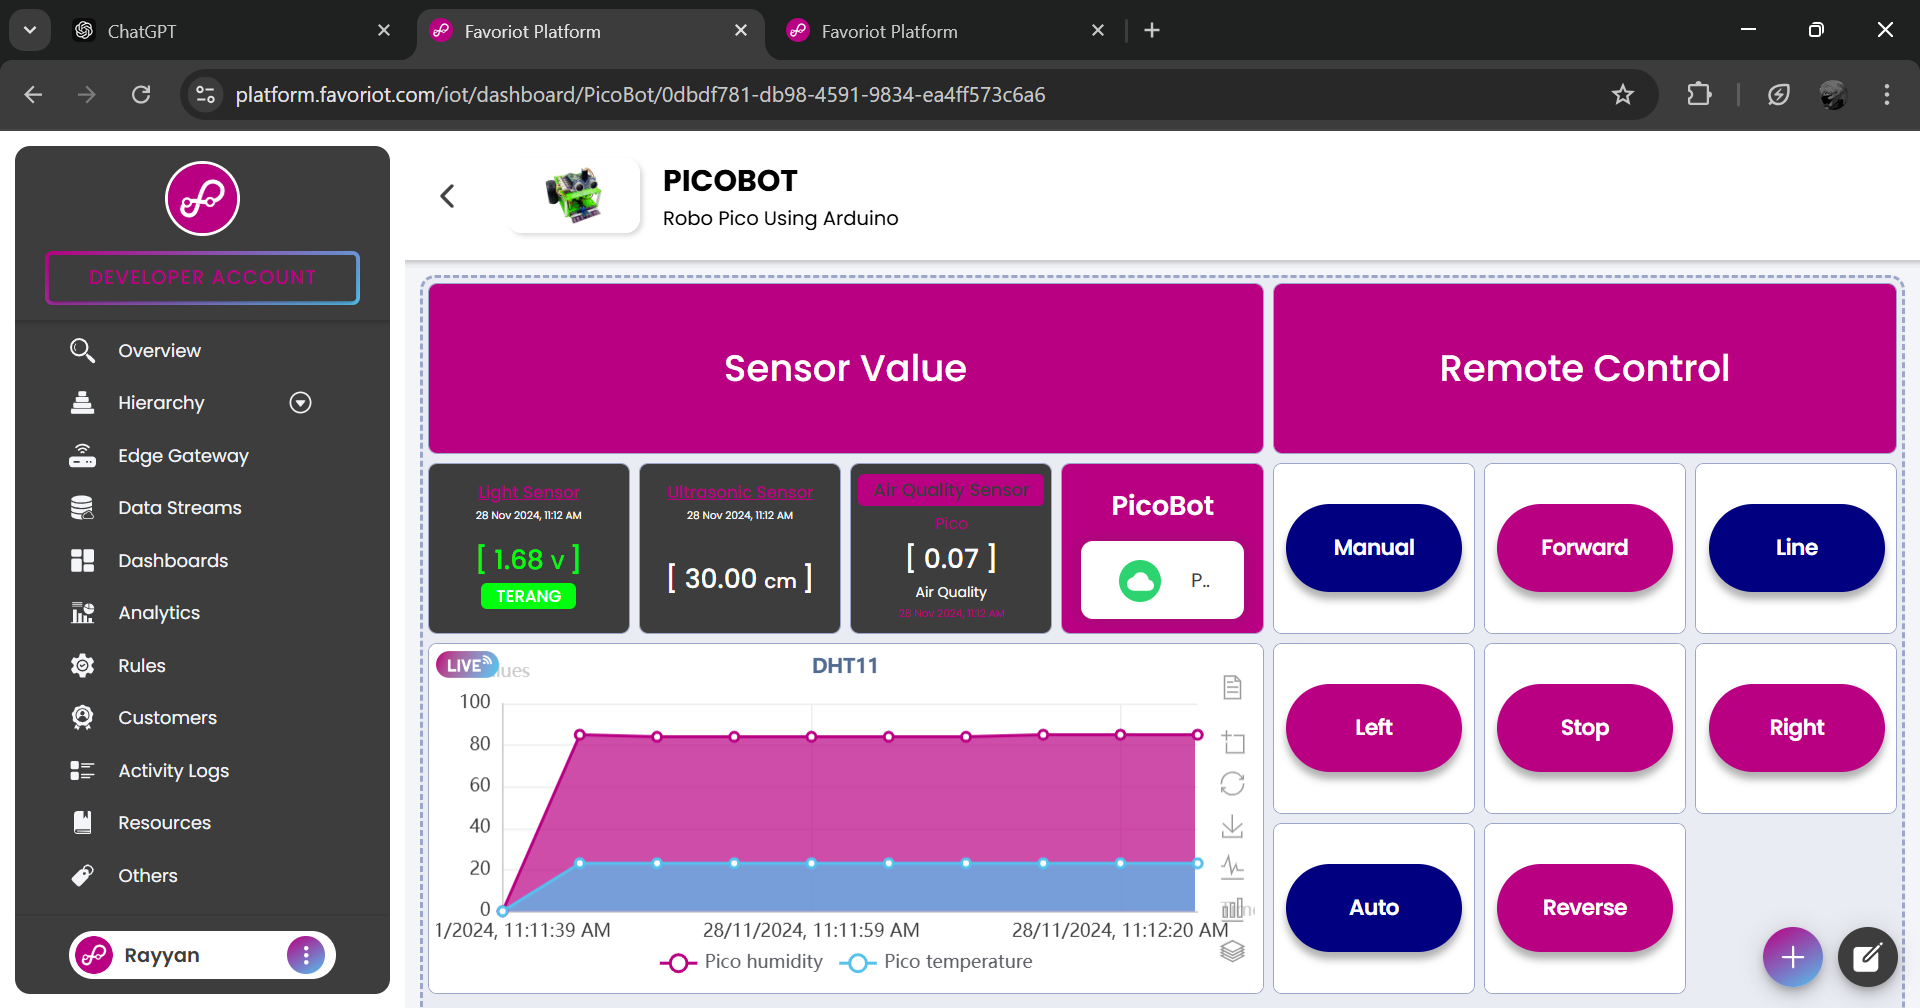 ChatGPT
Favoriot Platform
Favoriot Platform
platform.favoriot.com/iot/dashboard/PicoBot/0dbdf781-db98-4591-9834-ea4ff573c6a6
DEVELOPER ACCOUNT
Overview
Hierarchy
Edge Gateway
Data Streams
Dashboards
Analytics
Rules
Customers
Activity Logs
Resources
Others
Rayyan
PICOBOT
Robo Pico Using Arduino
Sensor Value
Remote Control
Light Sensor
28 Nov 2024, 11:12 AM
[ 1.68 v ]
TERANG
Ultrasonic Sensor
28 Nov 2024, 11:12 AM
[ 30.00 cm ]
Air Quality Sensor
Pico
[ 0.07 ]
Air Quality
28 Nov 2024, 11:12 AM
PicoBot
P..
Manual
Forward
Line
Left
Stop
Right
Auto
Reverse
LIVE
DHT11
100
80
60
40
20
0
1/2024, 11:11:39 AM
28/11/2024, 11:11:59 AM
28/11/2024, 11:12:20 AM
Pico humidity
Pico temperature